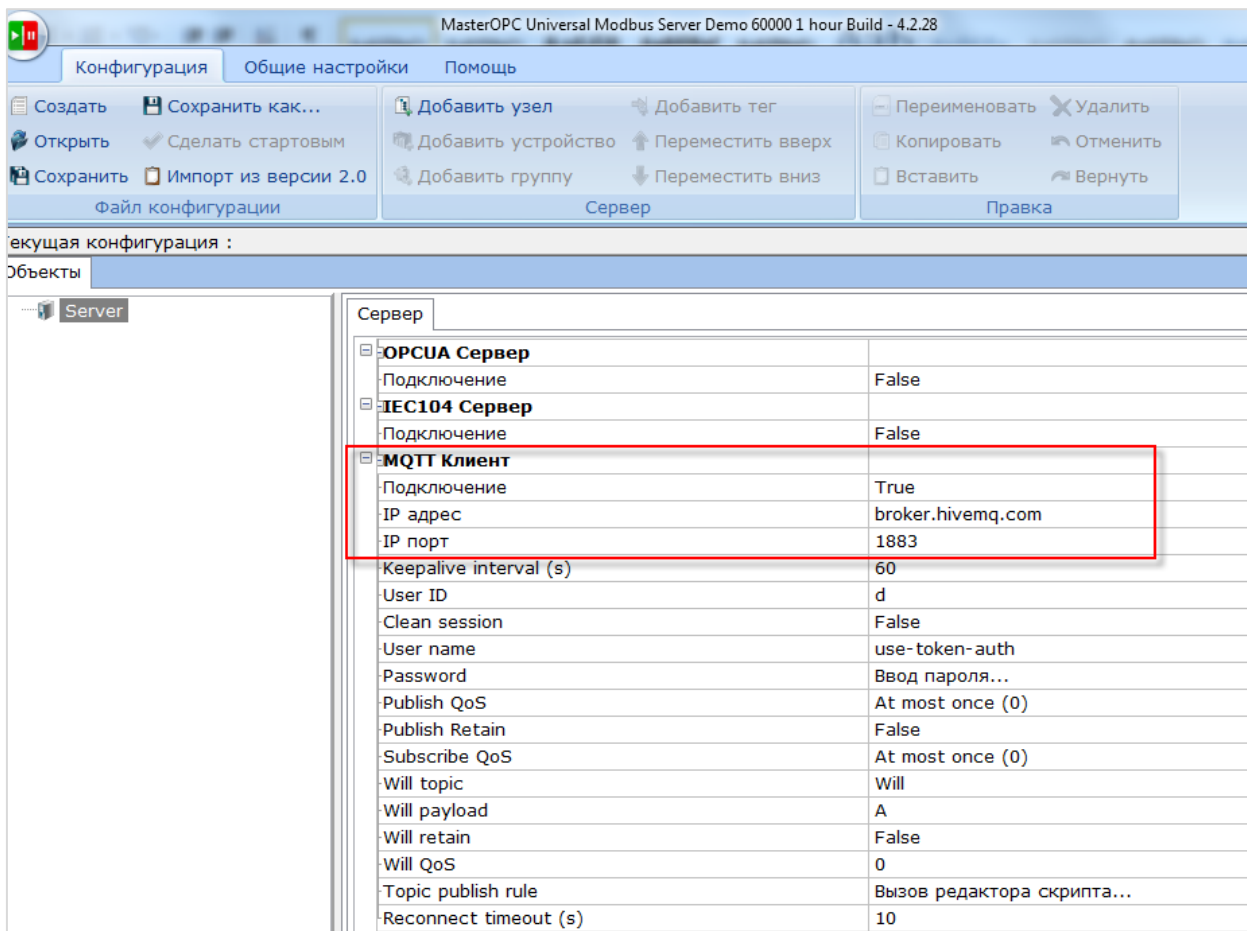 MasterOPC Universal Modbus Server Demo 60000 1 hour Build - 4.2.28
Конфигурация Общие настройки Помощь
Создать Сохранить как... Добавить узел Добавить тег Переименовать Удалить
Открыть Сделать стартовым Добавить устройство Переместить вверх Копировать Отменить
Сохранить Импорт из версии 2.0 Добавить группу Переместить вниз Вставить Вернуть
Файл конфигурации Сервер Правка
екущая конфигурация :
Объекты
Server
Сервер
OPCUA Сервер
Подключение False
IEC104 Сервер
Подключение False
MQTT Клиент
Подключение True
IP адрес broker.hivemq.com
IP порт 1883
Keepalive interval (s) 60
User ID d
Clean session False
User name use-token-auth
Password Ввод пароля...
Publish QoS At most once (0)
Publish Retain False
Subscribe QoS At most once (0)
Will topic Will
Will payload A
Will retain False
Will QoS 0
Topic publish rule Вызов редактора скрипта...
Reconnect timeout (s) 10